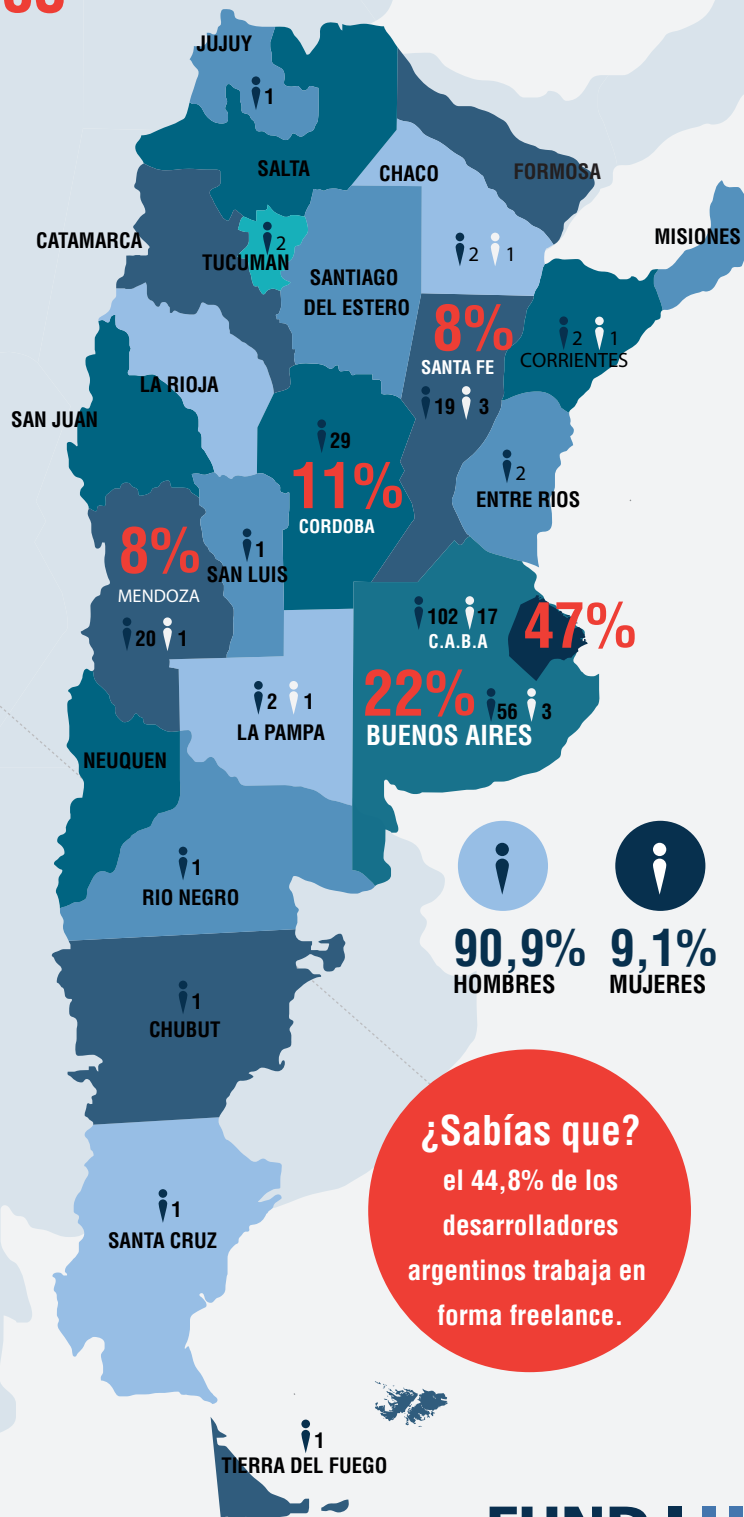 JUJUY
1
SALTA
CHACO
FORMOSA
CATAMARCA
2
TUCUMAN
2 1
MISIONES
SANTIAGO
DEL ESTERO
8%
SANTA FE
19 3
2 1
CORRIENTES
LA RIOJA
SAN JUAN
29
11%
CORDOBA
2
ENTRE RIOS
8%
MENDOZA
20 1
1
SAN LUIS
102 17
C.A.B.A
47%
22%
56 3
BUENOS AIRES
2 1
LA PAMPA
NEUQUEN
1
RIO NEGRO
90,9%
HOMBRES
9,1%
MUJERES
1
CHUBUT
¿Sabías que?
el 44,8% de los
desarrolladores
argentinos trabaja en
forma freelance.
1
SANTA CRUZ
1
TIERRA DEL FUEGO